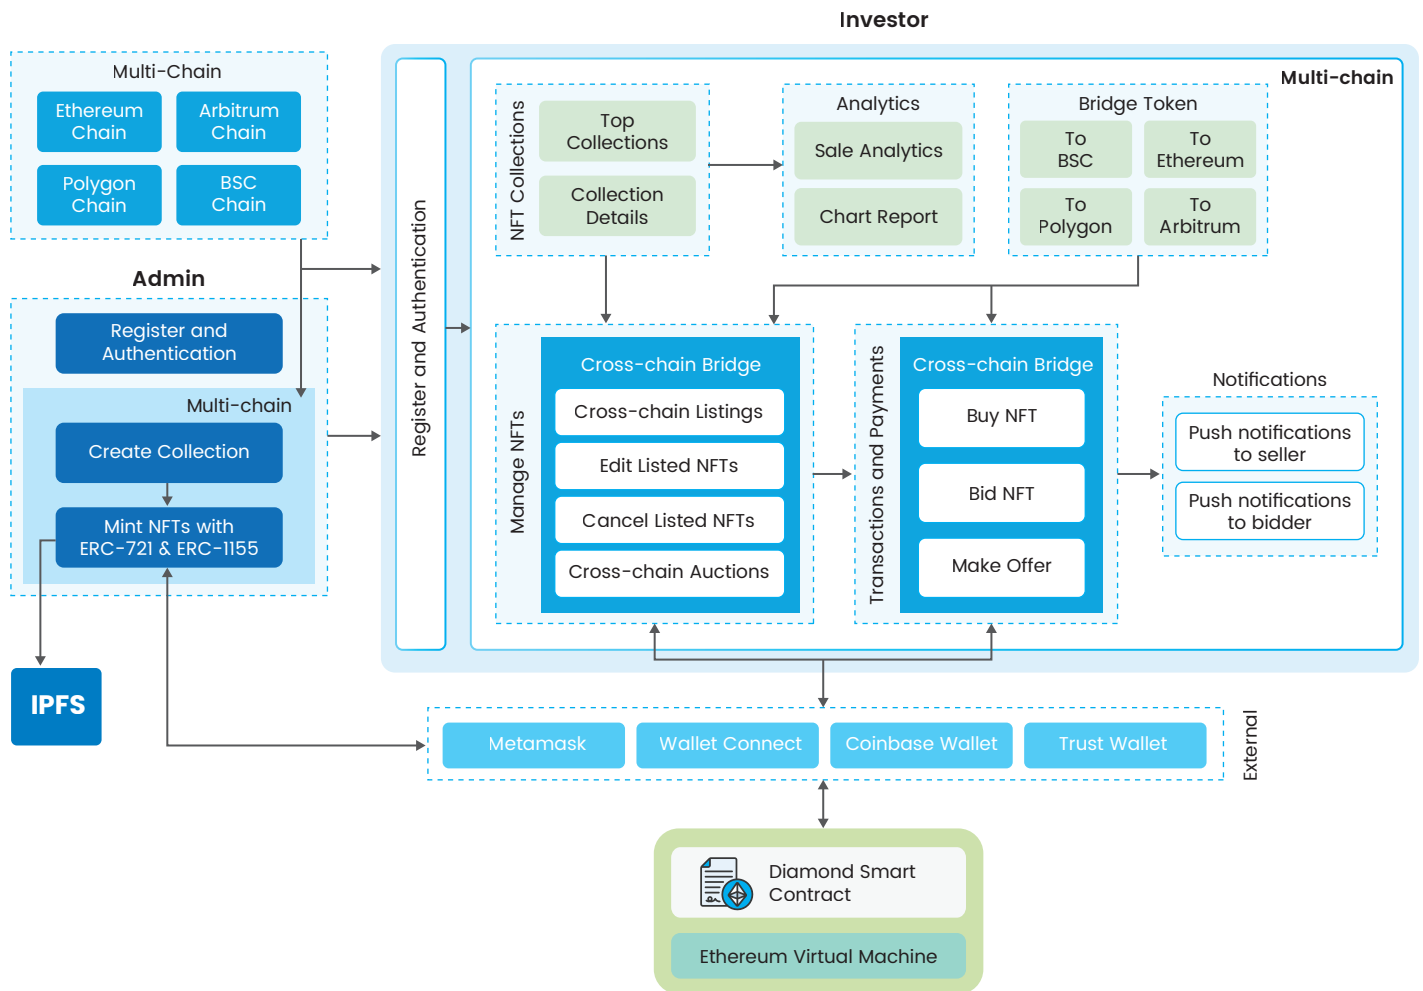 Investor
Multi-Chain
Ethereum
Chain
Arbitrum
Chain
Polygon
Chain
BSC
Chain
Admin
Register and
Authentication
Multi-chain
Create Collection
Mint NFTs with
ERC-721 & ERC-1155
IPFS
Register and Authentication
Multi-chain
NFT Collections
Top
Collections
Collection
Details
Analytics
Sale Analytics
Chart Report
Bridge Token
To
BSC
To
Ethereum
To
Polygon
To
Arbitrum
Manage NFTs
Cross-chain Bridge
Cross-chain Listings
Edit Listed NFTs
Cancel Listed NFTs
Cross-chain Auctions
Transactions and Payments
Cross-chain Bridge
Buy NFT
Bid NFT
Make Offer
Notifications
Push notifications
to seller
Push notifications
to bidder
Metamask
Wallet Connect
Coinbase Wallet
Trust Wallet
External
Diamond Smart
Contract
Ethereum Virtual Machine